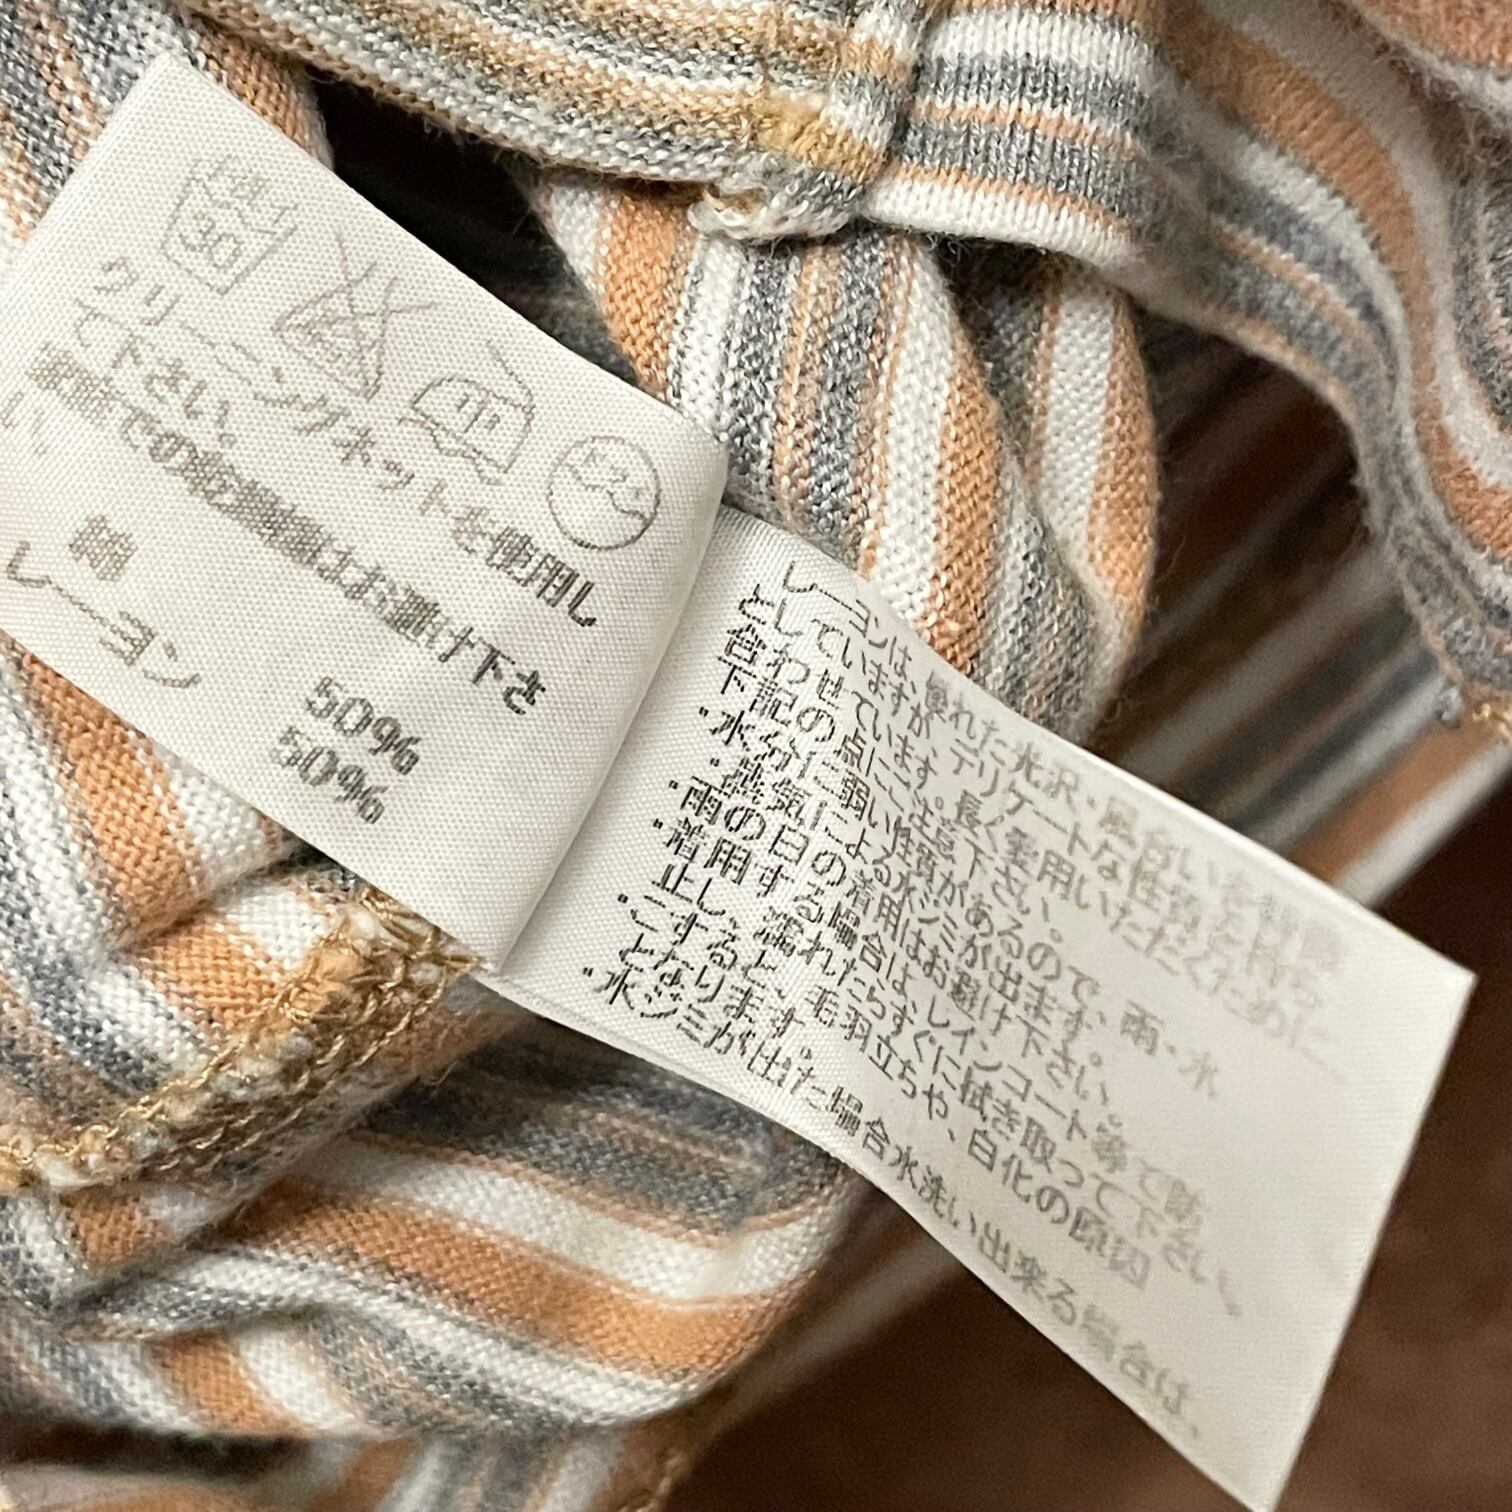 弱
30
中
ドライ
クリーニングネットを使用し
下さい。
綿 50%
レーヨン 50%
レーヨンは、優れた光沢・風合いを特徴
としていますが、デリケートな性質を持っ
ています。長く愛用いただくために、
下記の点にご注意下さい。
・水分に弱い性質があるので、雨・水
による水ジミが出ます。
・雨の日の着用はお避け下さい。
着用する場合は、レインコート等で防
止し、濡れたらすぐに拭き取って下さい。
・こすると、毛羽立ちや、白化の原因
となります。
・水ジミが出た場合水洗い出来る場合は、